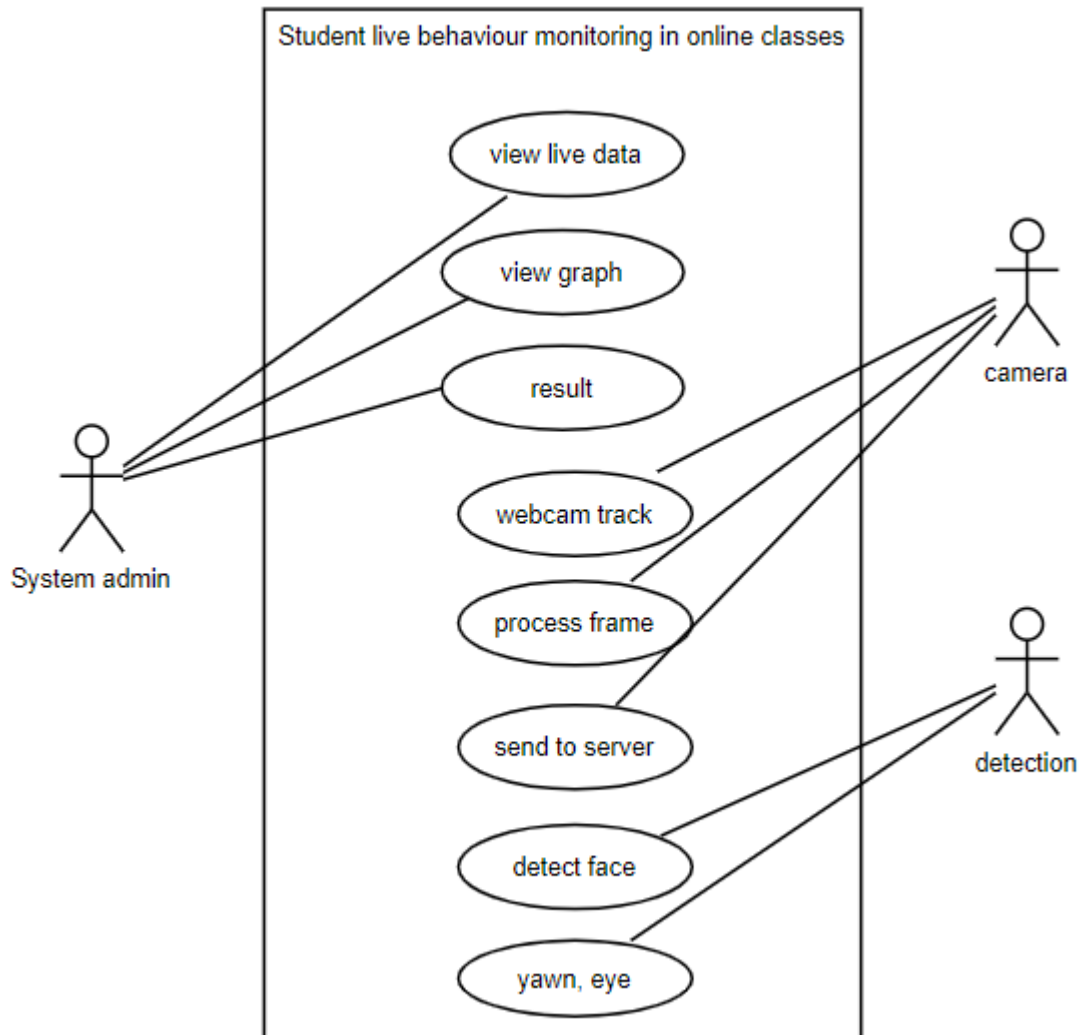 Student live behaviour monitoring in online classes
view live data
view graph
camera
result
webcam track
System admin
process frame
send to server
detection
detect face
yawn, eye